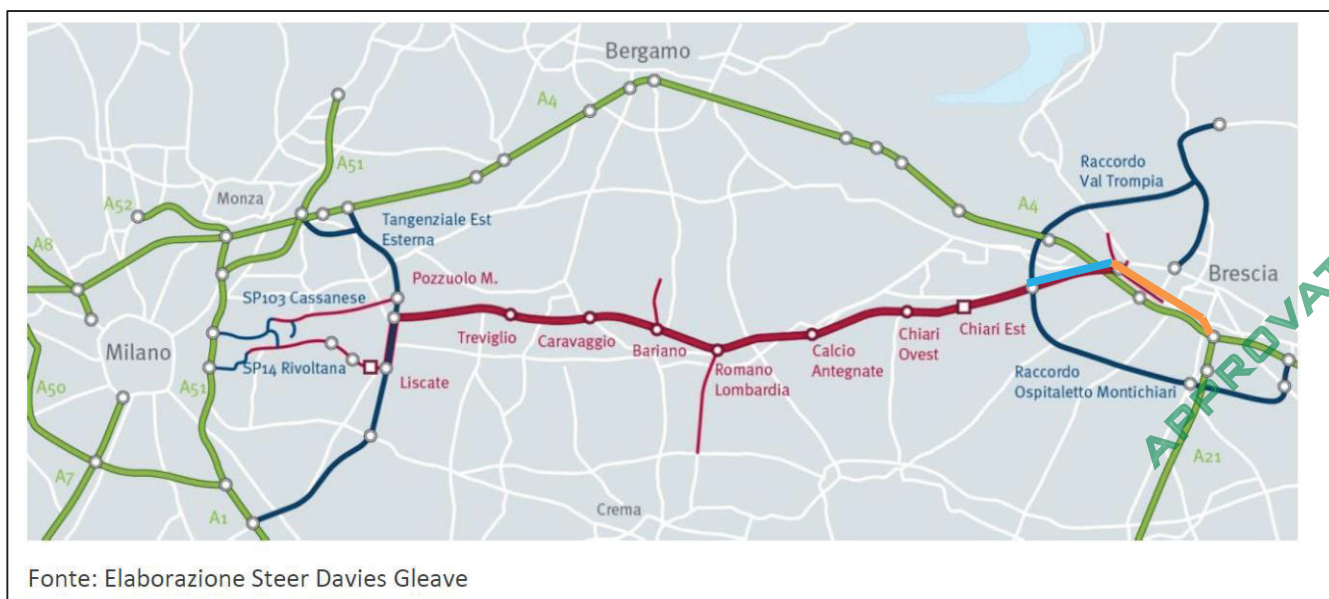 Bergamo
A4
A51
Monza
A52
Raccordo
Val Trompia
Tangenziale Est
Esterna
A4
A8
Pozzuolo M.
Brescia
SP103 Cassanese
Milano
Treviglio
Caravaggio
Bariano
Chiari
Ovest
Chiari Est
SP14 Rivoltana
Liscate
Romano
Lombardia
Calcio
Antegnate
Raccordo
Ospitaletto Montichiari
A50
A51
A7
A1
Crema
A21
APPROVAT
Fonte: Elaborazione Steer Davies Gleave